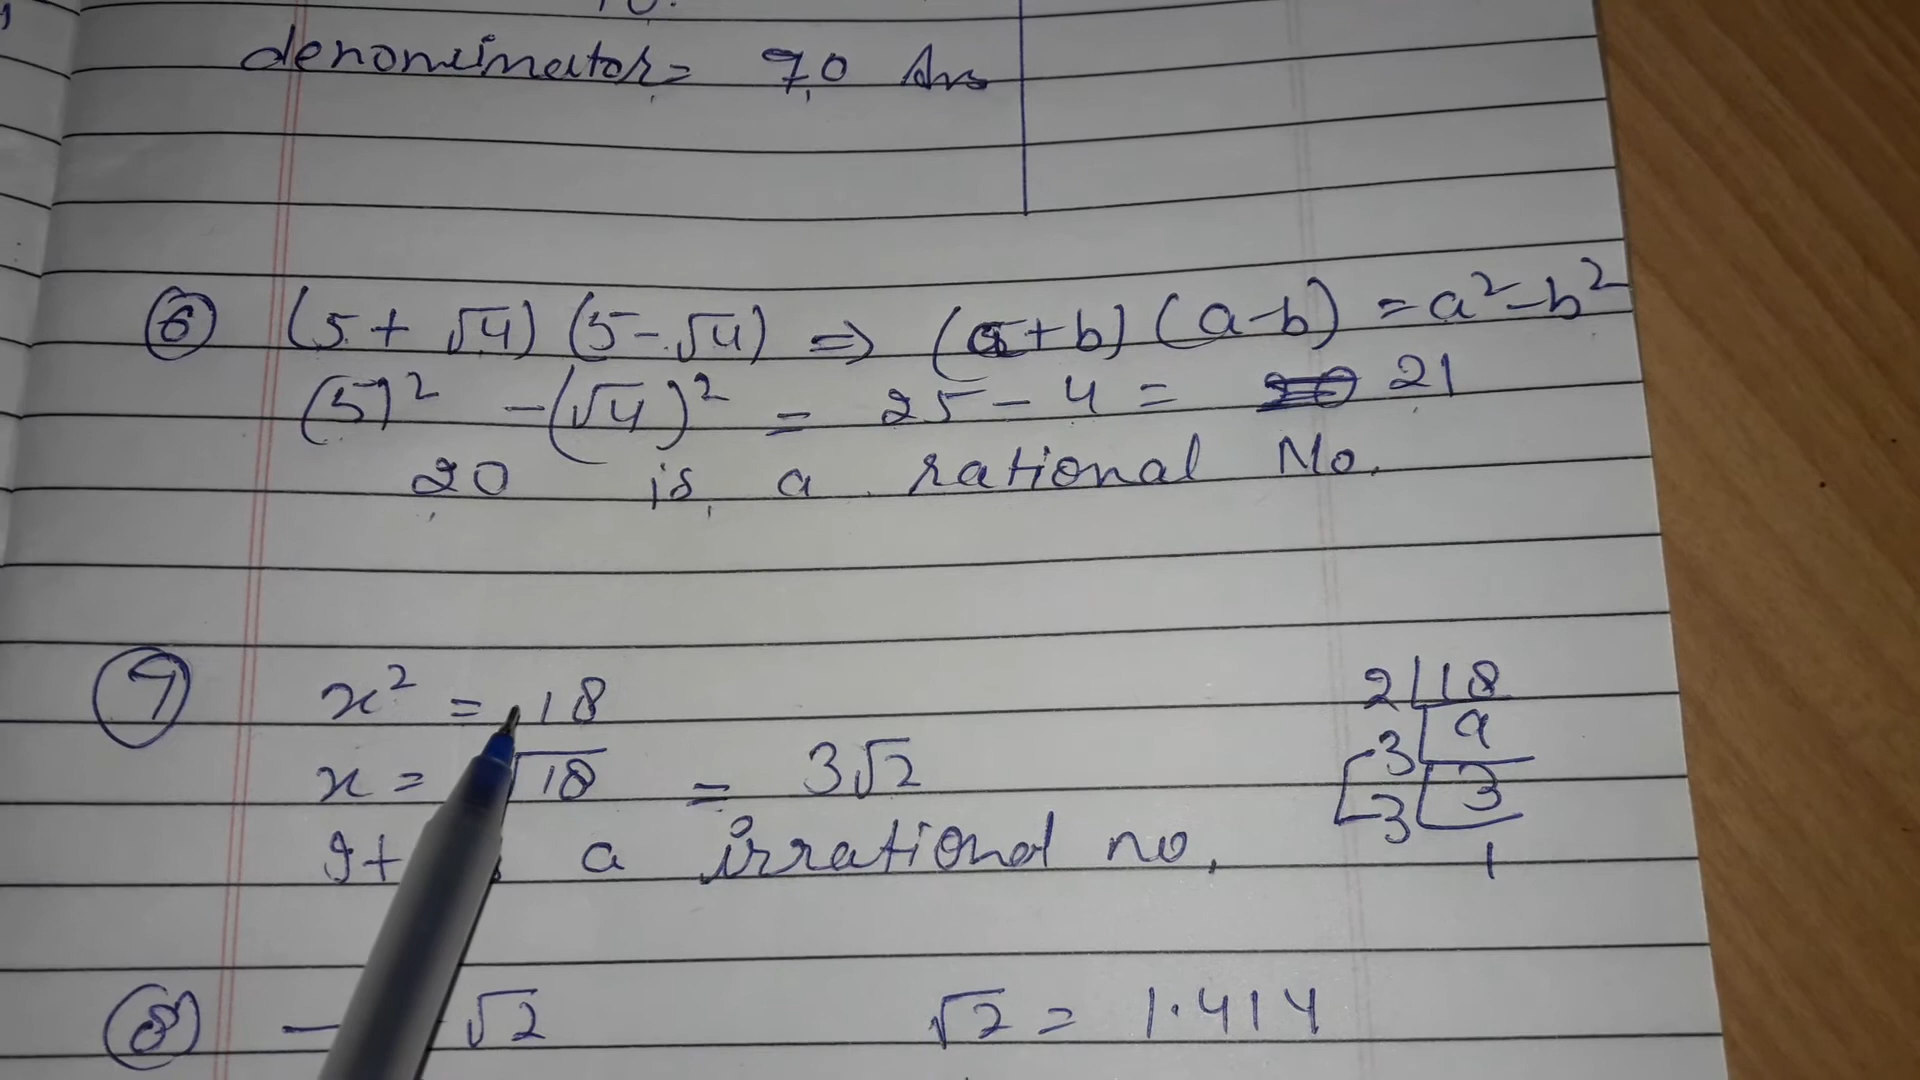 denominator = 70 Ans
⑥ (5 + √4) (5 - √4) ⇒ (a + b) (a - b) = a² - b²
(5)² - (√4)² = 25 - 4 = 21
20 is a rational No.
⑦ x² = 18
x = √18 = 3√2
It a irrational no.
2 | 18
3 | 9
3 | 3
1
⑧ √2 √2 = 1.414